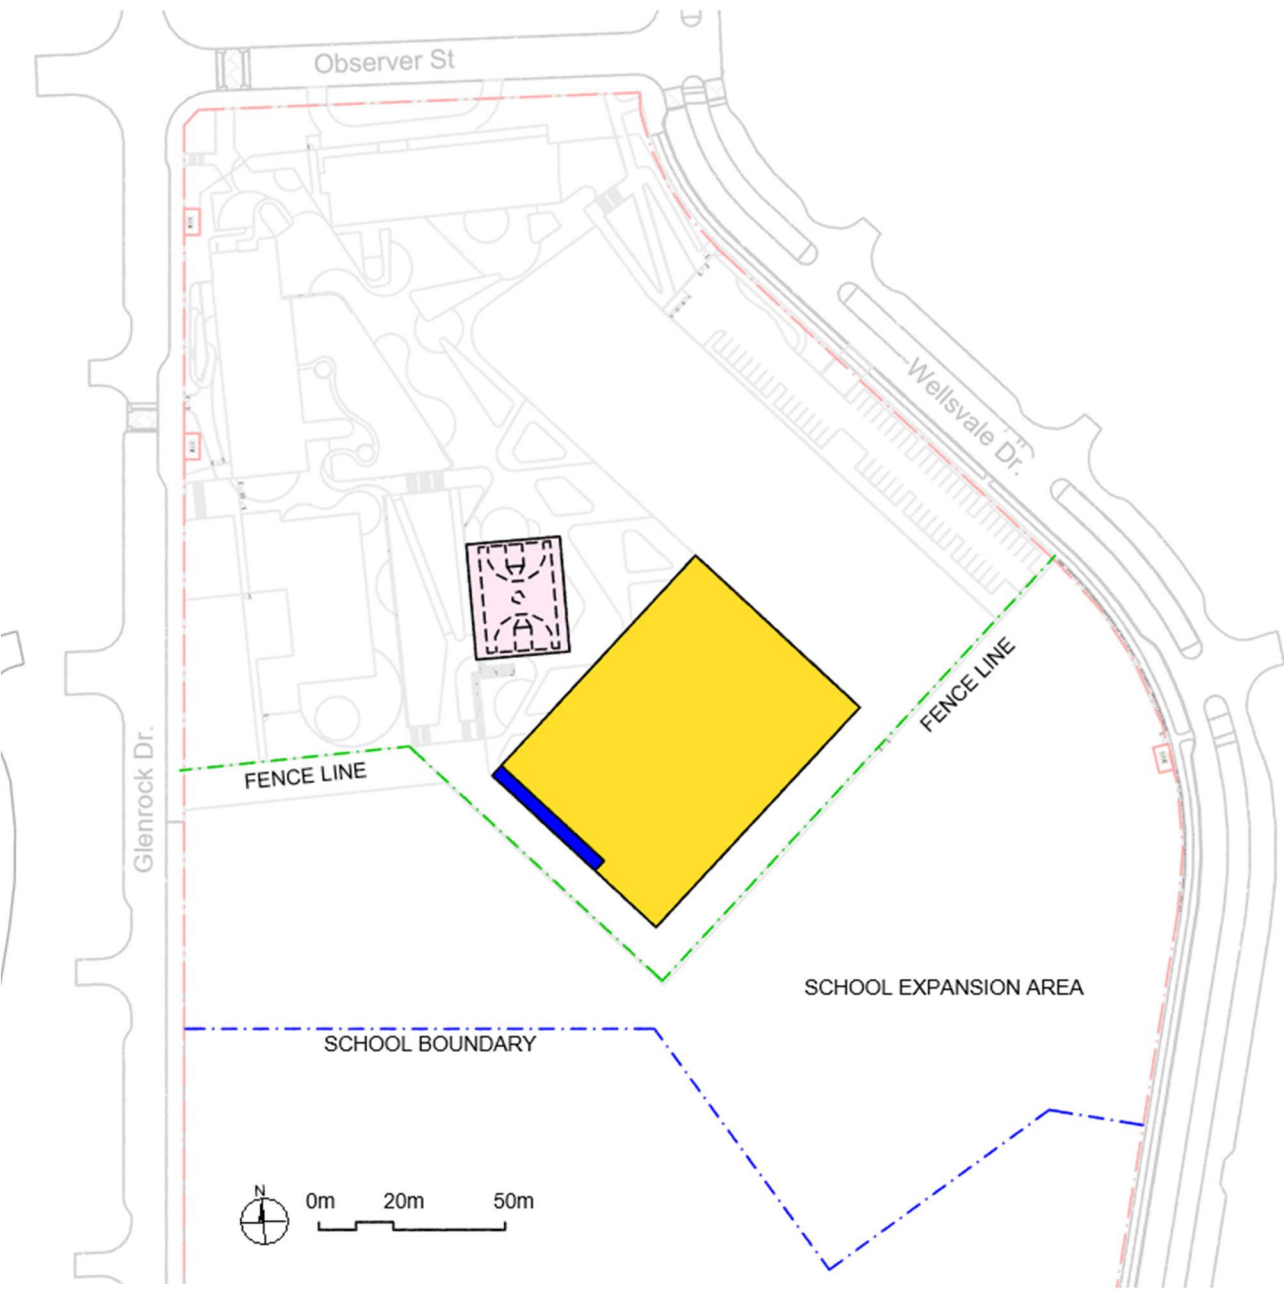 Observer St
Wellsvale Dr.
FENCE LINE
Glenrock Dr.
FENCE LINE
SCHOOL EXPANSION AREA
SCHOOL BOUNDARY
N
0m 20m 50m